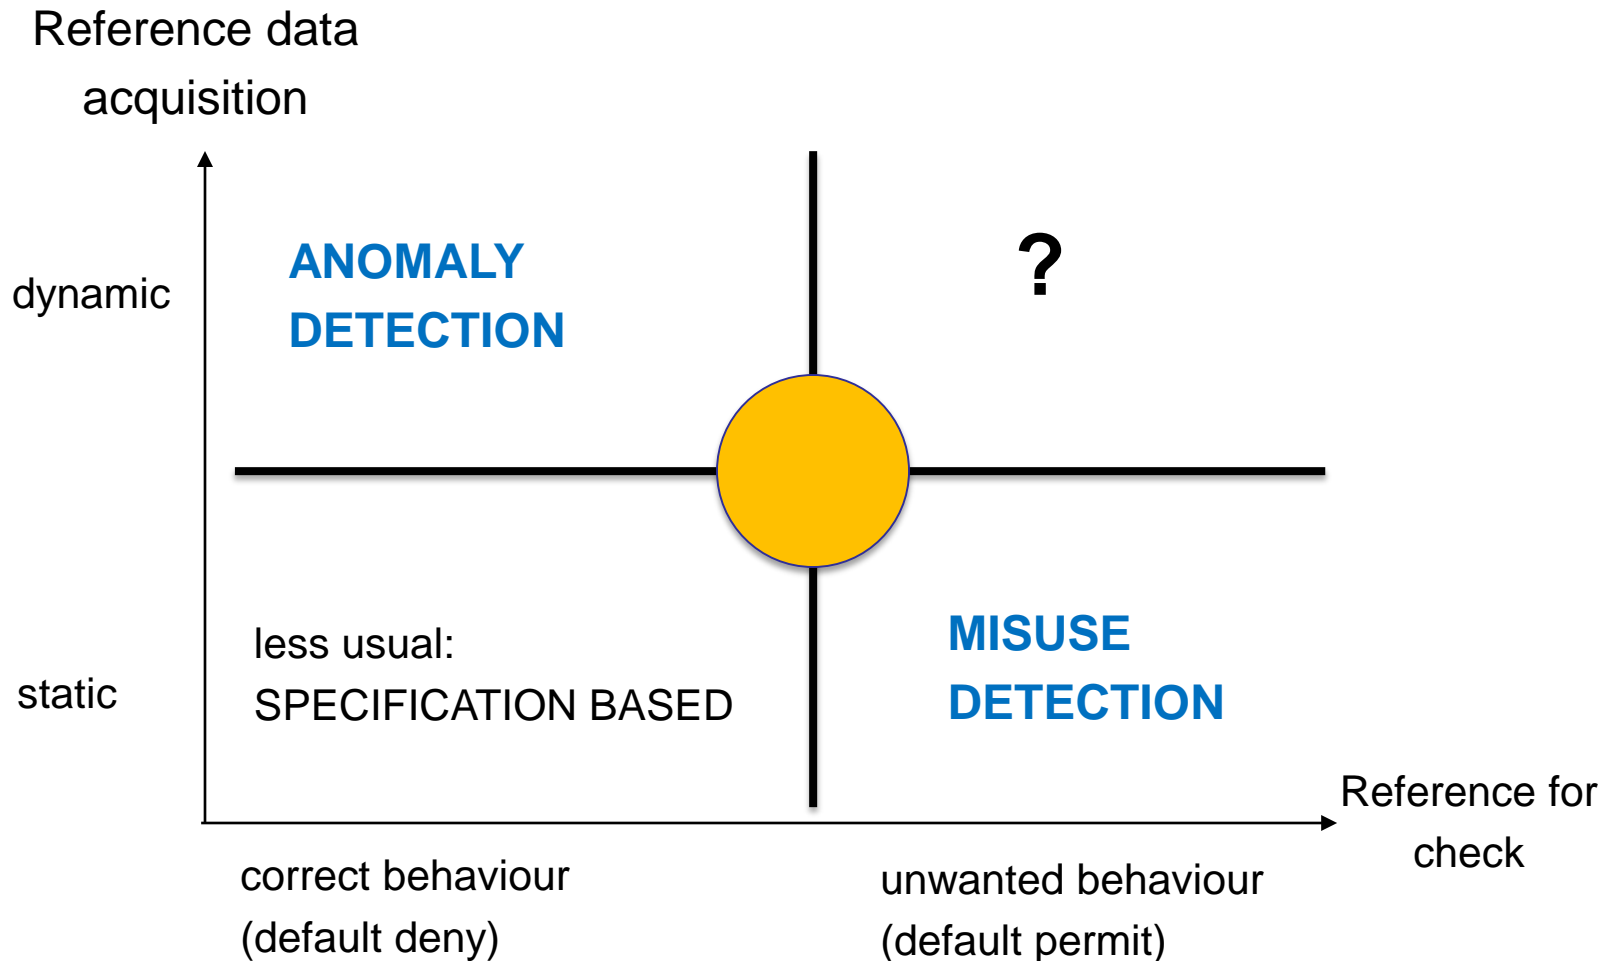 Reference data
acquisition
ANOMALY
DETECTION
?
dynamic
less usual:
SPECIFICATION BASED
MISUSE
DETECTION
static
Reference for
check
correct behaviour
(default deny)
unwanted behaviour
(default permit)